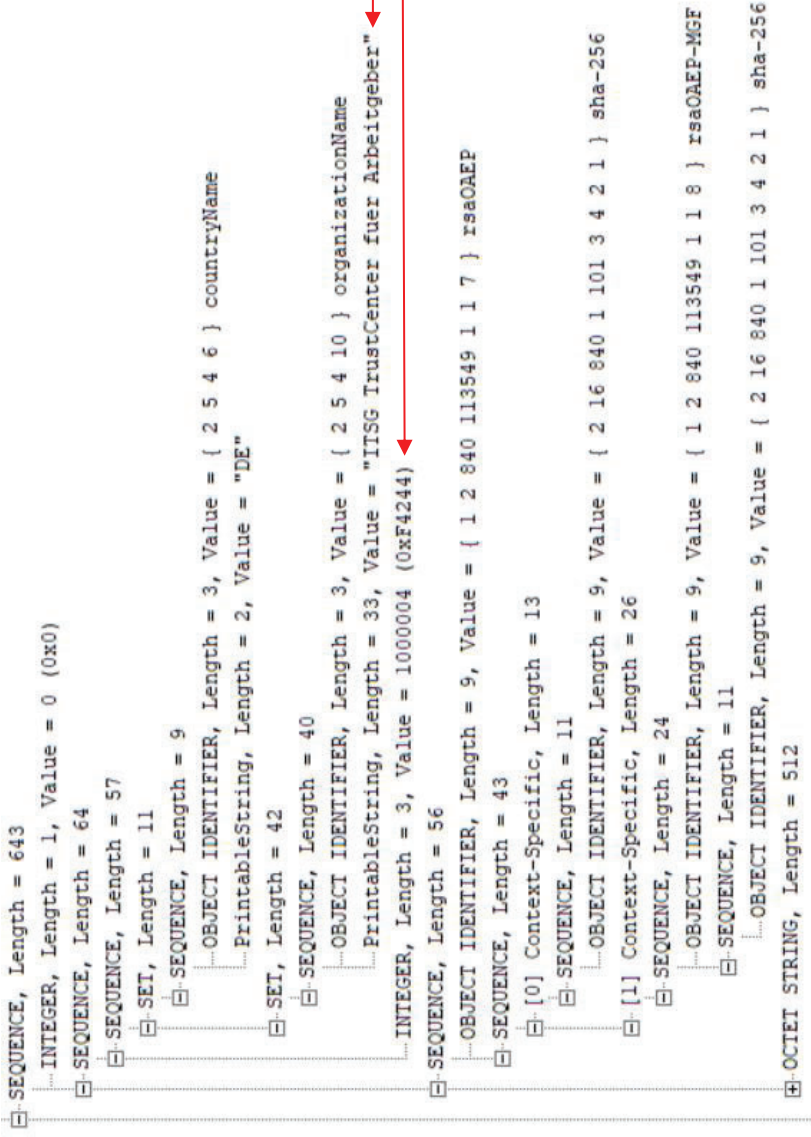 SEQUENCE, Length = 643
INTEGER, Length = 1, Value = 0 (0x0)
SEQUENCE, Length = 64
SEQUENCE, Length = 57
SET, Length = 11
SEQUENCE, Length = 9
OBJECT IDENTIFIER, Length = 3, Value = { 2 5 4 6 } countryName
PrintableString, Length = 2, Value = "DE"
SET, Length = 42
SEQUENCE, Length = 40
OBJECT IDENTIFIER, Length = 3, Value = { 2 5 4 10 } organizationName
PrintableString, Length = 33, Value = "ITSG TrustCenter fuer Arbeitgeber"
INTEGER, Length = 3, Value = 1000004 (0xF4244)
SEQUENCE, Length = 56
OBJECT IDENTIFIER, Length = 9, Value = { 1 2 840 113549 1 1 7 } rsaOAEP
SEQUENCE, Length = 43
[0] Context-Specific, Length = 13
SEQUENCE, Length = 11
OBJECT IDENTIFIER, Length = 9, Value = { 2 16 840 1 101 3 4 2 1 } sha-256
[1] Context-Specific, Length = 26
SEQUENCE, Length = 24
OBJECT IDENTIFIER, Length = 9, Value = { 1 2 840 113549 1 1 8 } rsaOAEP-MGF
SEQUENCE, Length = 11
OBJECT IDENTIFIER, Length = 9, Value = { 2 16 840 1 101 3 4 2 1 } sha-256
OCTET STRING, Length = 512